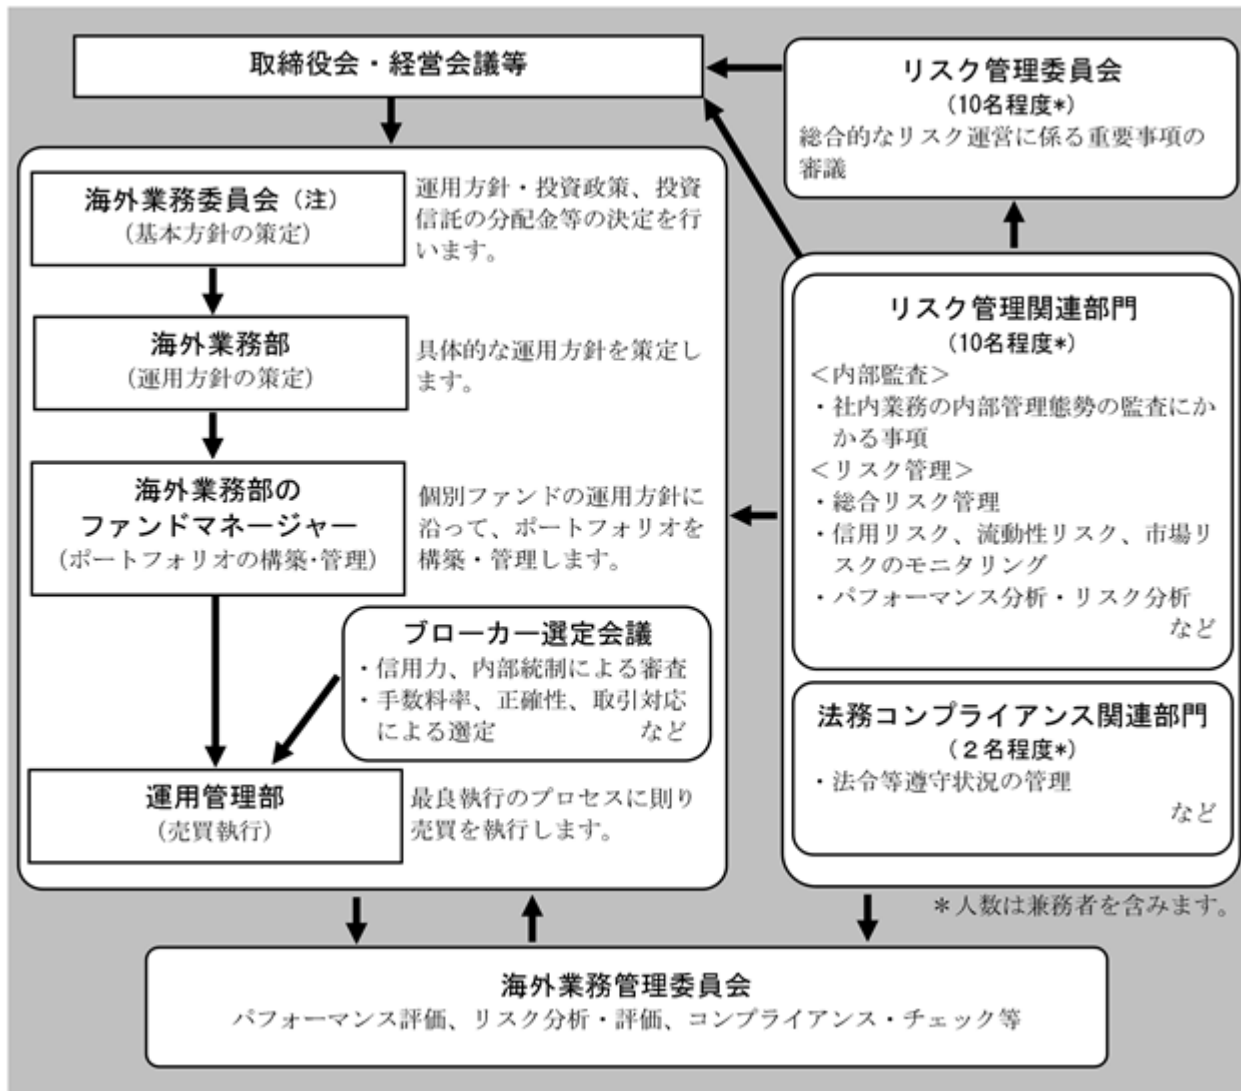 取締役会・経営会議等
リスク管理委員会
(10名程度*)
総合的なリスク運営に係る重要事項の
審議
海外業務委員会（注）
(基本方針の策定)
運用方針・投資政策、投資
信託の分配金等の決定を行
います。
海外業務部
(運用方針の策定)
具体的な運用方針を策定し
ます。
海外業務部の
ファンドマネージャー
(ポートフォリオの構築･管理)
個別ファンドの運用方針に
沿って、ポートフォリオを
構築・管理します。
ブローカー選定会議
・信用力、内部統制による審査
・手数料率、正確性、取引対応
による選定　　　など
運用管理部
(売買執行)
最良執行のプロセスに則り
売買を執行します。
リスク管理関連部門
(10名程度*)
＜内部監査＞
・社内業務の内部管理態勢の監査にか
かる事項
＜リスク管理＞
・総合リスク管理
・信用リスク、流動性リスク、市場リ
スクのモニタリング
・パフォーマンス分析・リスク分析
など
法務コンプライアンス関連部門
(２名程度*)
・法令等遵守状況の管理
など
＊人数は兼務者を含みます。
海外業務管理委員会
パフォーマンス評価、リスク分析・評価、コンプライアンス・チェック等